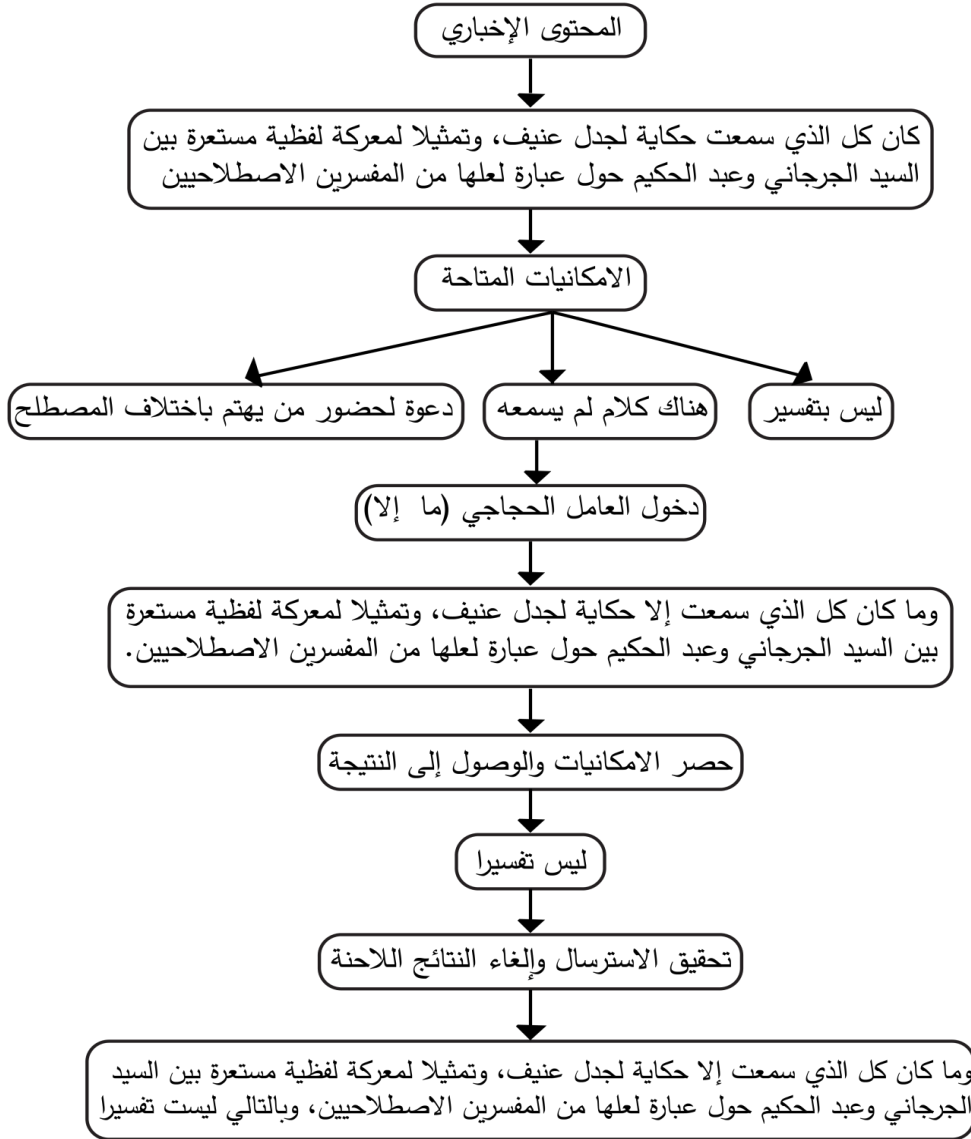 المحتوى الإخباري
كان كل الذي سمعت حكاية لجدل عنيف، وتمثيلا لمعركة لفظية مستعرة بين
السيد الجرجاني وعبد الحكيم حول عبارة لعلها من المفسرين الاصطلاحيين
الامكانيات المتاحة
ليس بتفسير
هناك كلام لم يسمعه
دعوة لحضور من يهتم باختلاف المصطلح
دخول العامل الحجاجي (ما إلا)
وما كان كل الذي سمعت إلا حكاية لجدل عنيف، وتمثيلا لمعركة لفظية مستعرة
بين السيد الجرجاني وعبد الحكيم حول عبارة لعلها من المفسرين الاصطلاحيين.
حصر الامكانيات والوصول إلى النتيجة
ليس تفسيرا
تحقيق الاسترسال وإلغاء النتائج اللاحنة
وما كان كل الذي سمعت إلا حكاية لجدل عنيف، وتمثيلا لمعركة لفظية مستعرة بين السيد
الجرجاني وعبد الحكيم حول عبارة لعلها من المفسرين الاصطلاحيين، وبالتالي ليست تفسيرا